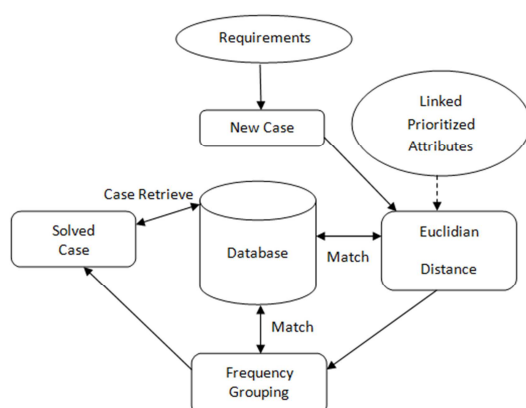 Requirements
New Case
Linked
Prioritized
Attributes
Case Retrieve
Solved
Case
Database
Match
Euclidian
Distance
Match
Frequency
Grouping